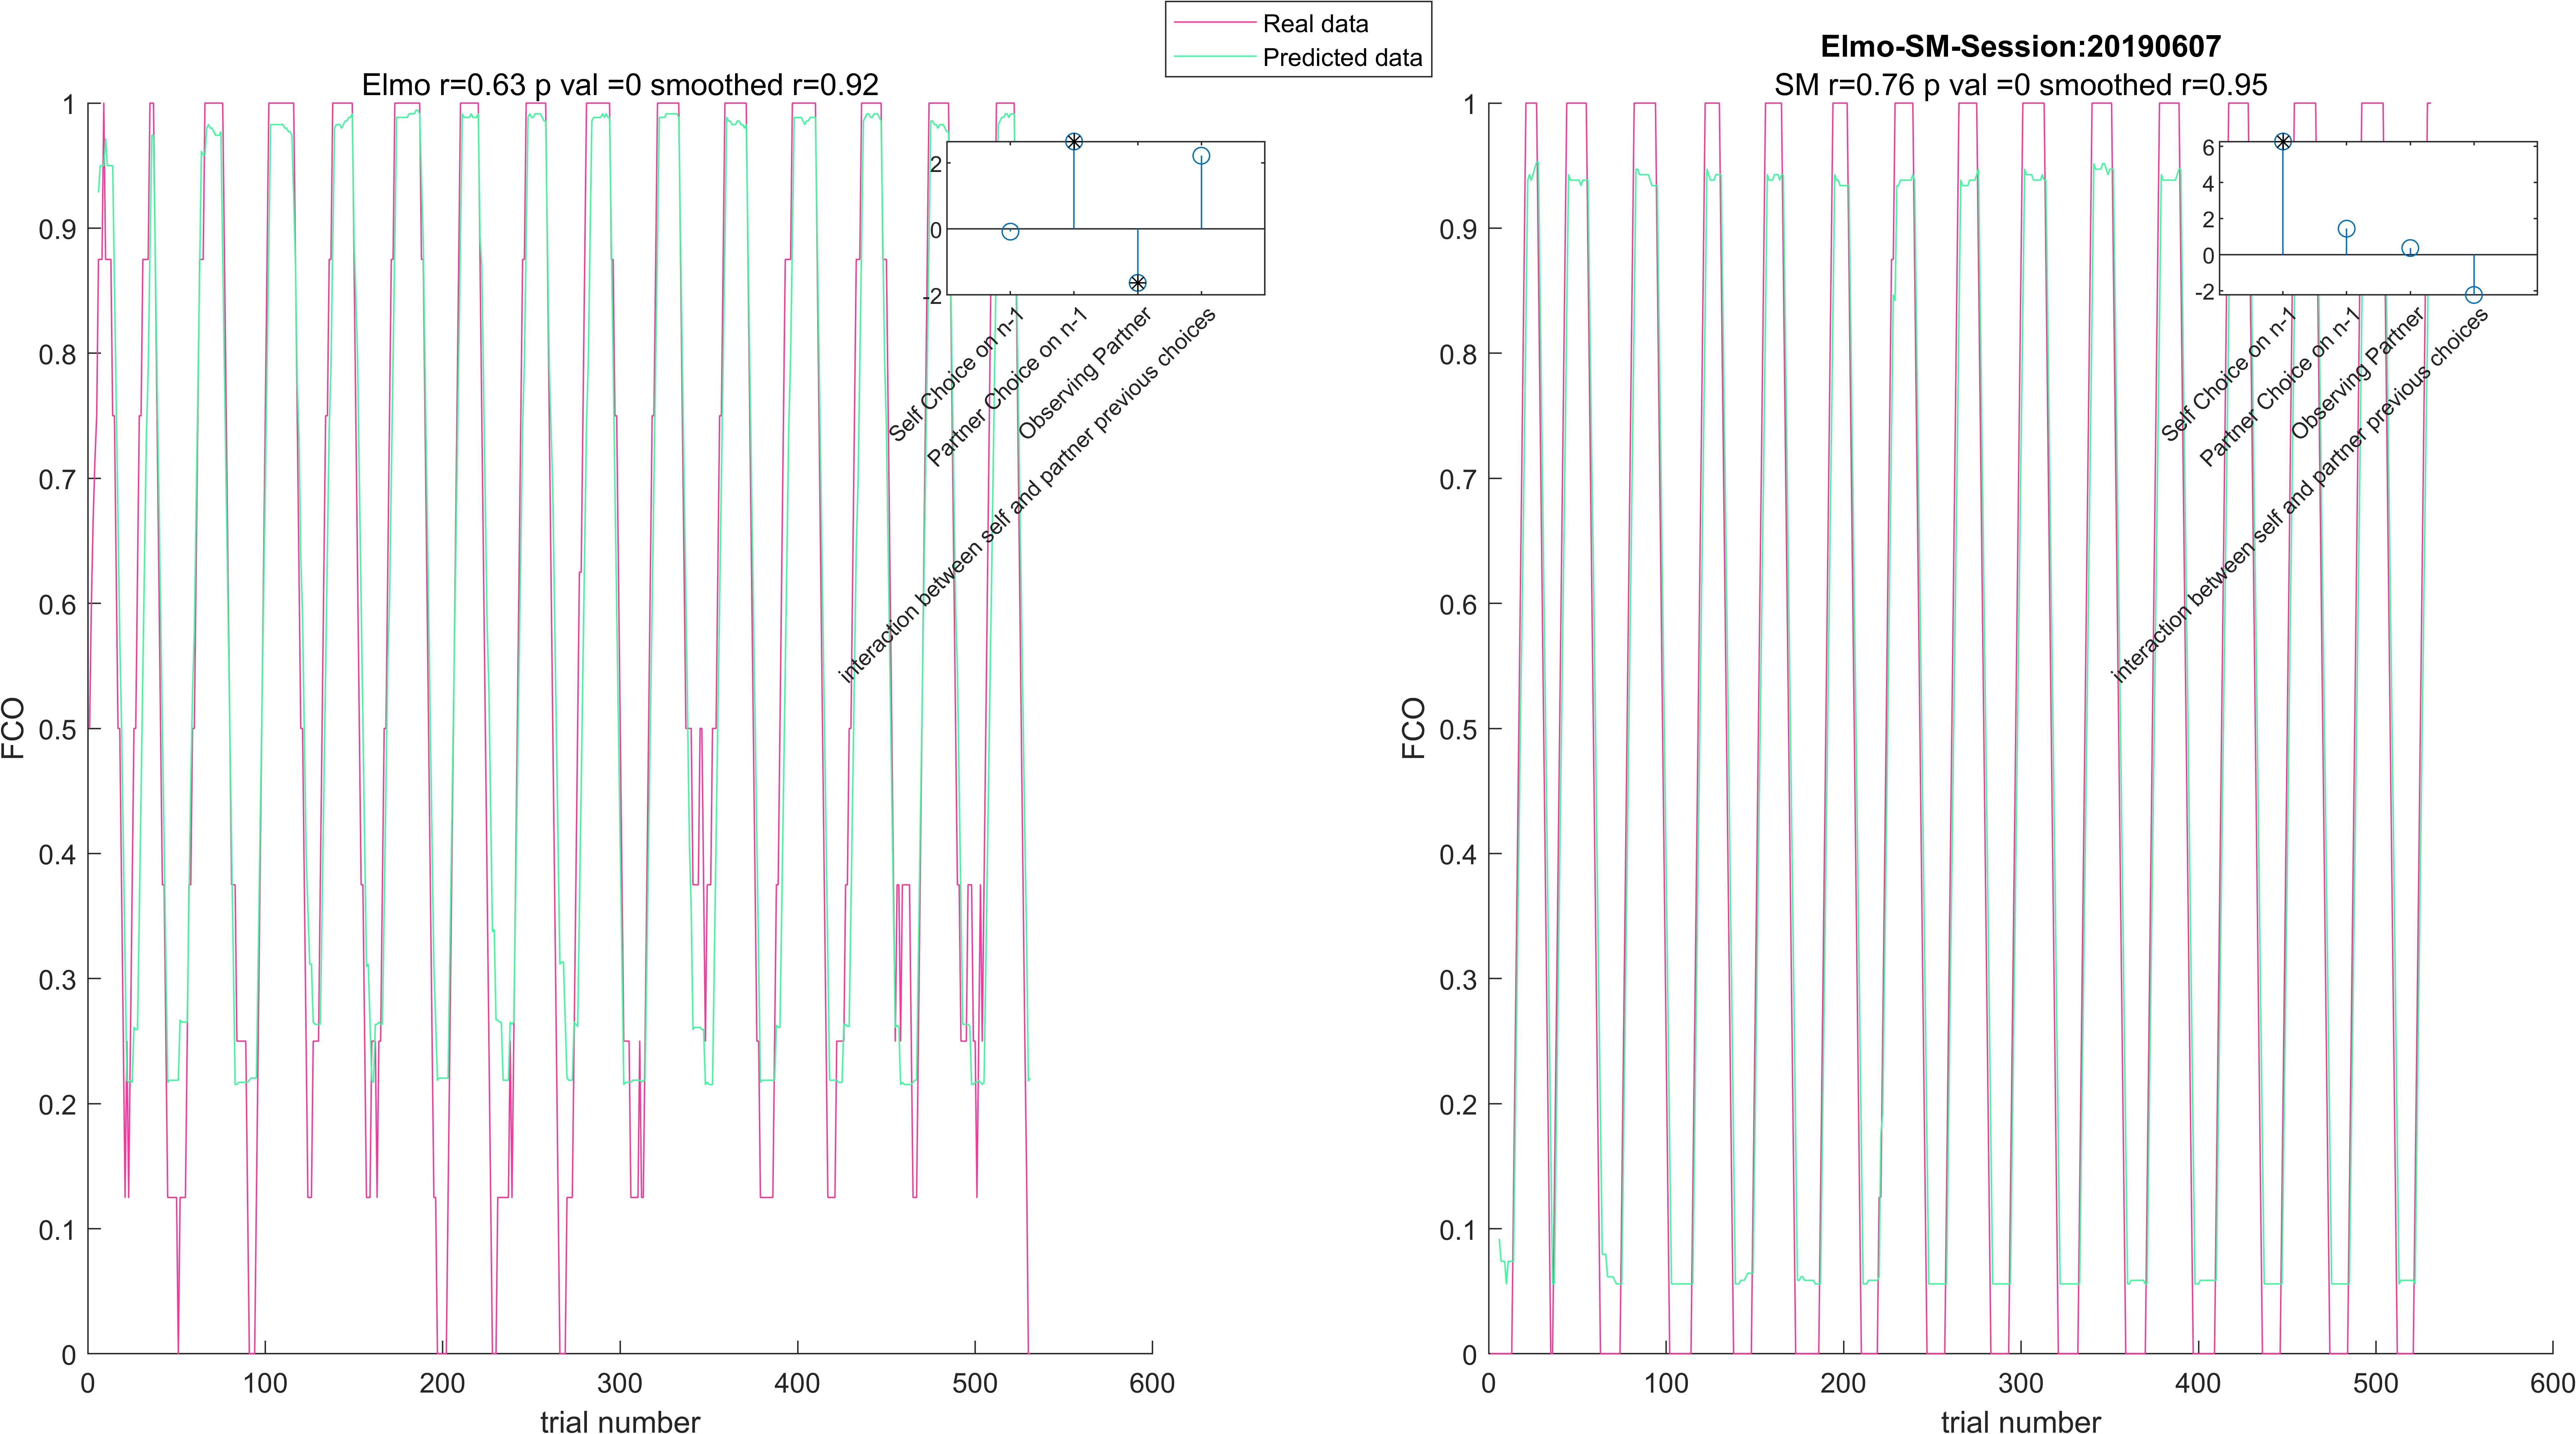 Real data
Predicted data
Elmo r=0.63 p val =0 smoothed r=0.92
1
0.9
0.8
0.7
0.6
0.5
0.4
0.3
0.2
0.1
0
FCO
0
100
200
300
400
500
600
trial number
2
0
-2
Self Choice on n-1
Partner Choice on n-1
Observing Partner
interaction between self and partner previous choices
Elmo-SM-Session:20190607
SM r=0.76 p val =0 smoothed r=0.95
1
0.9
0.8
0.7
0.6
0.5
0.4
0.3
0.2
0.1
0
FCO
0
100
200
300
400
500
600
trial number
6
4
2
0
-2
Self Choice on n-1
Partner Choice on n-1
Observing Partner
interaction between self and partner previous choices